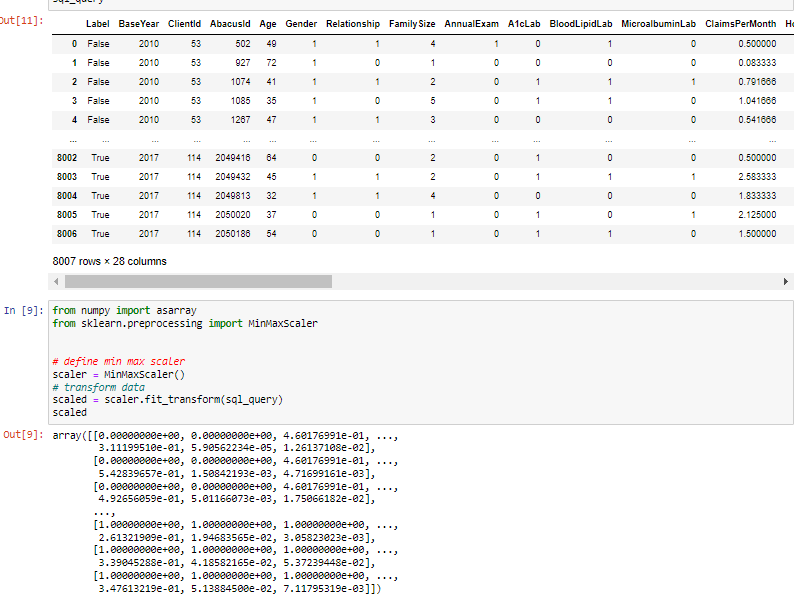 sql_query
Out[11]:
Label BaseYear ClientId AbacusId Age Gender Relationship FamilySize AnnualExam A1cLab BloodLipidLab MicroalbuminLab ClaimsPerMonth
0 False 2010 53 502 49 1 1 4 1 0 1 0 0.500000
1 False 2010 53 927 72 1 0 1 0 0 0 0 0.083333
2 False 2010 53 1074 41 1 1 2 0 1 1 1 0.791666
3 False 2010 53 1085 35 1 0 5 0 1 1 0 1.041666
4 False 2010 53 1267 47 1 1 3 0 0 0 0 0.541666
... ... ... ... ... ... ... ... ... ... ... ... ... ...
8002 True 2017 114 2049416 64 0 0 2 0 1 0 0 0.500000
8003 True 2017 114 2049432 45 1 1 2 0 1 1 1 2.583333
8004 True 2017 114 2049813 32 1 1 4 0 0 0 0 1.833333
8005 True 2017 114 2050020 37 0 0 1 0 1 0 1 2.125000
8006 True 2017 114 2050186 54 0 0 1 0 1 1 0 1.500000
8007 rows × 28 columns
In [9]: from numpy import asarray
from sklearn.preprocessing import MinMaxScaler
# define min max scaler
scaler = MinMaxScaler()
# transform data
scaled = scaler.fit_transform(sql_query)
scaled
Out[9]: array([[0.00000000e+00, 0.00000000e+00, 4.60176991e-01, ...,
3.11199510e-01, 5.90562234e-05, 1.26137108e-02],
[0.00000000e+00, 0.00000000e+00, 4.60176991e-01, ...,
5.42839657e-01, 1.50842193e-03, 4.71699161e-03],
[0.00000000e+00, 0.00000000e+00, 4.60176991e-01, ...,
4.92656059e-01, 5.01166073e-03, 1.75066182e-02],
...,
[1.00000000e+00, 1.00000000e+00, 1.00000000e+00, ...,
2.61321909e-01, 1.94683565e-02, 3.05823023e-03],
[1.00000000e+00, 1.00000000e+00, 1.00000000e+00, ...,
3.39045288e-01, 4.18582165e-02, 5.37239448e-02],
[1.00000000e+00, 1.00000000e+00, 1.00000000e+00, ...,
3.47613219e-01, 5.13884500e-02, 7.11795319e-03]])